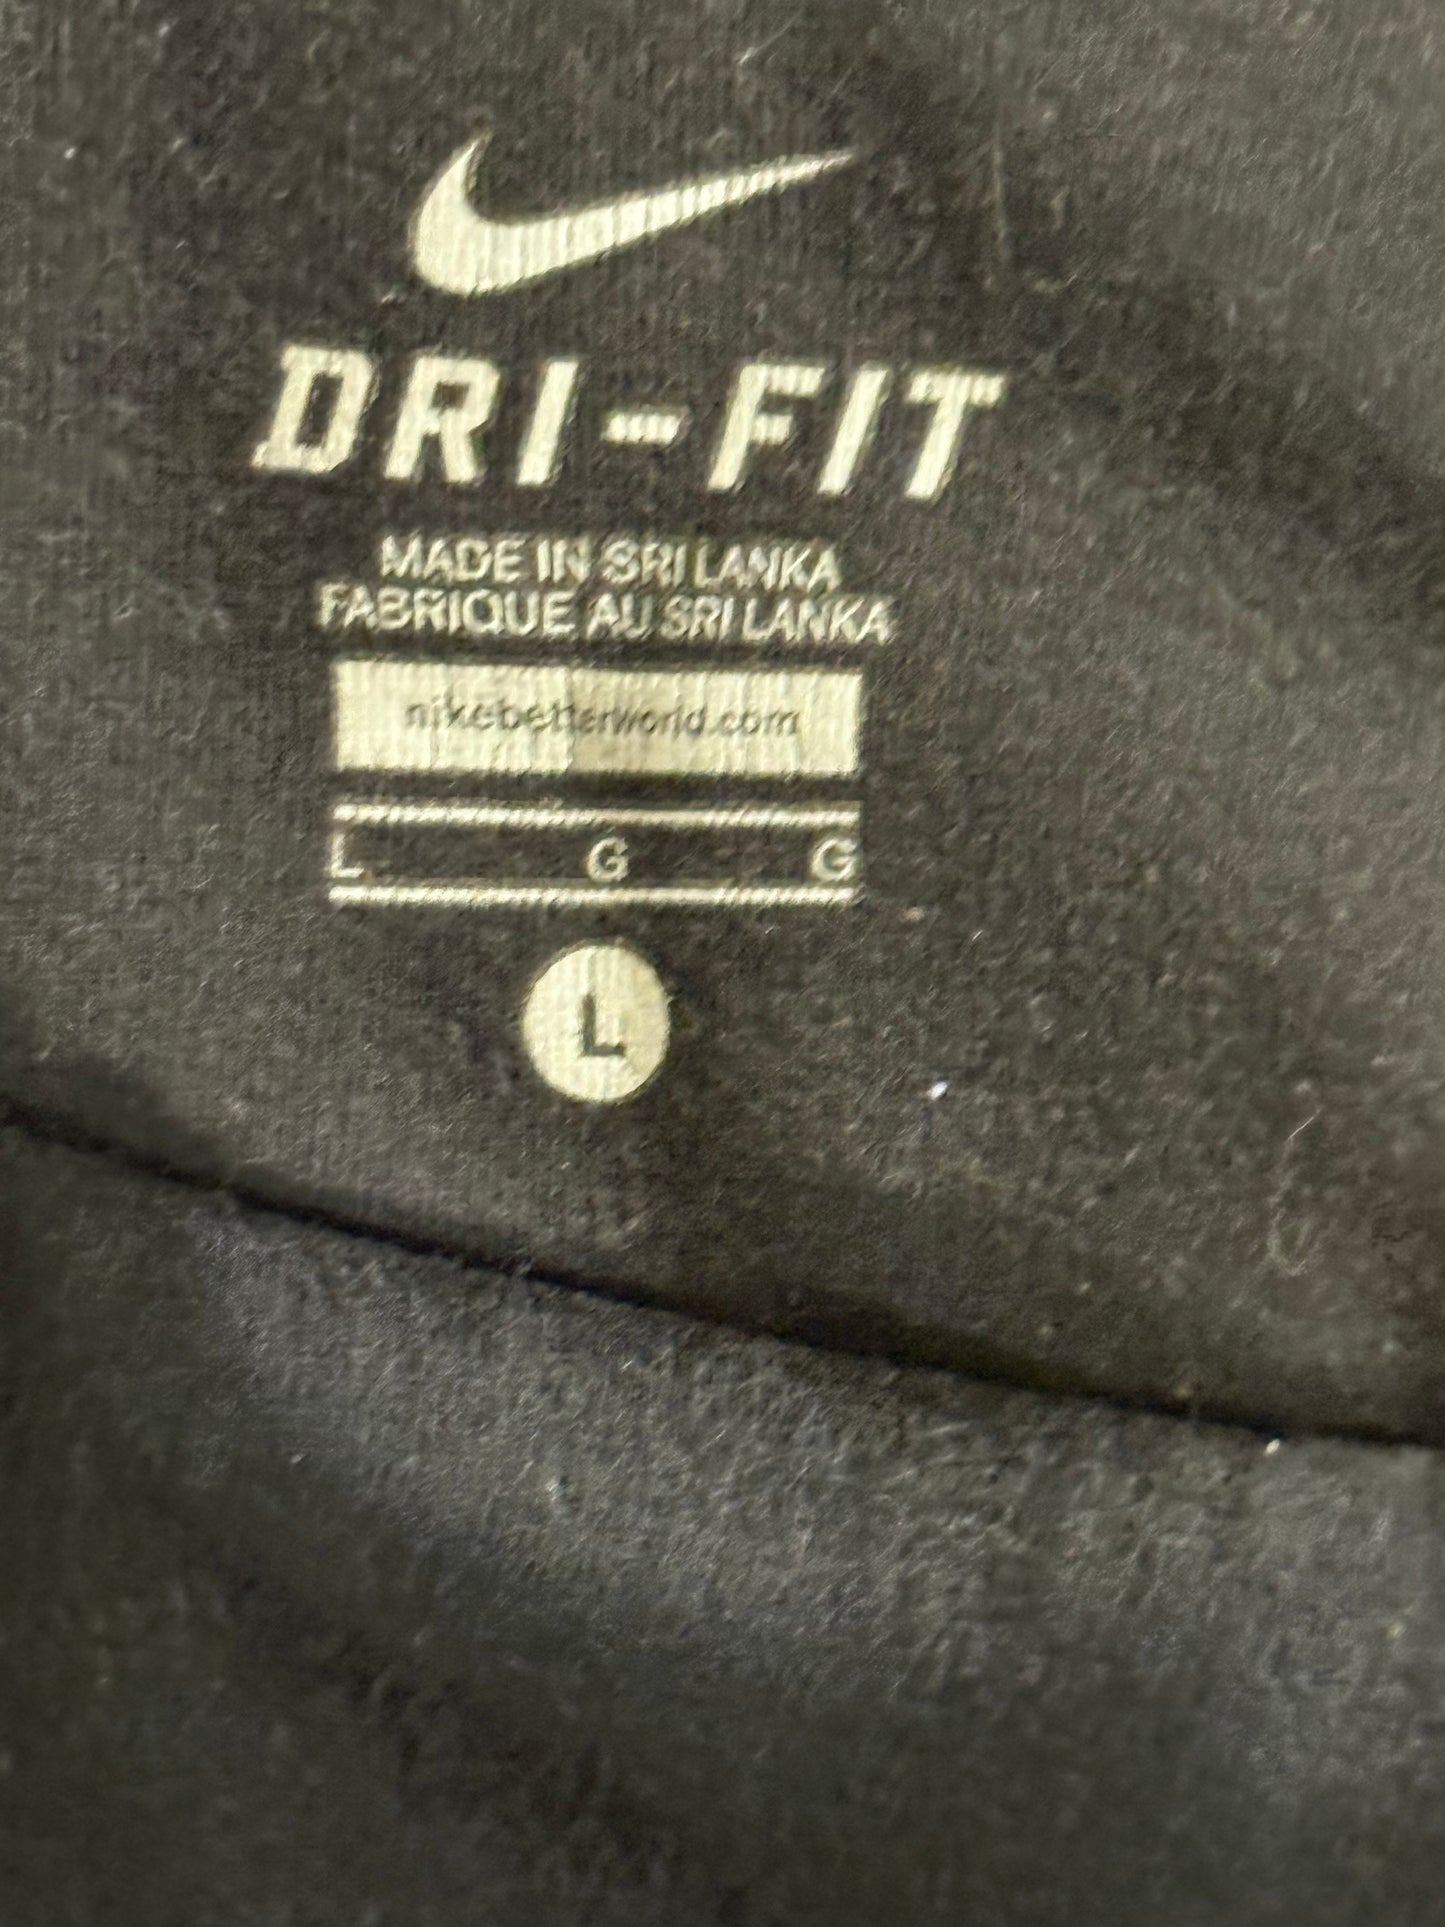 DRI-FIT
MADE IN SRI LANKA
FABRIQUE AU SRI LANKA
nikebetterworld.com
L G G
L